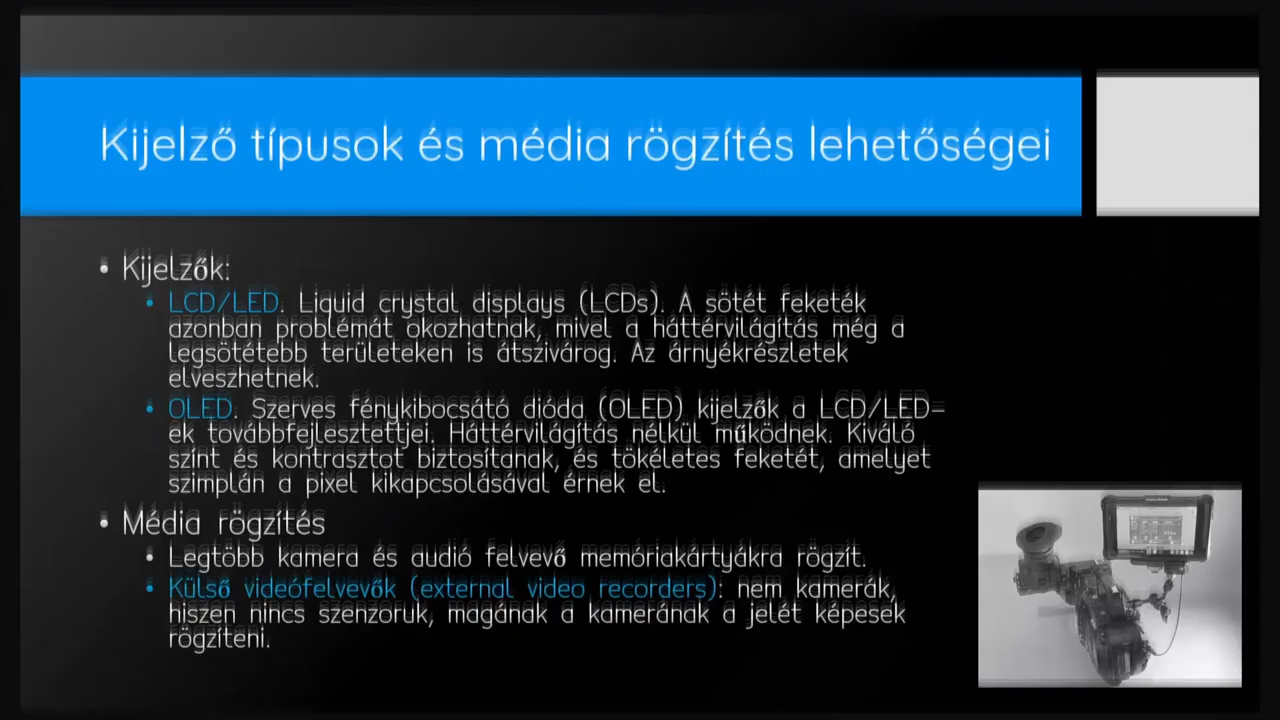 Kijelző típusok és média rögzítés lehetőségei
• Kijelzők:
• LCD/LED. Liquid crystal displays (LCDs). A sötét feketék
azonban problémát okozhatnak, mivel a háttérvilágítás még a
legsötétebb területeken is átszivárog. Az árnyékrészletek
elveszhetnek.
• OLED. Szerves fénykibocsátó dióda (OLED) kijelzők a LCD/LED-
ek továbbfejlesztettjei. Háttérvilágítás nélkül működnek. Kiváló
színt és kontrasztot biztosítanak, és tökéletes feketét, amelyet
szimplán a pixel kikapcsolásával érnek el.
• Média rögzítés
• Legtöbb kamera és audió felvevő memóriakártyákra rögzít.
• Külső videófelvevők (external video recorders): nem kamerák,
hiszen nincs szenzoruk, magának a kamerának a jelét képesek
rögzíteni.